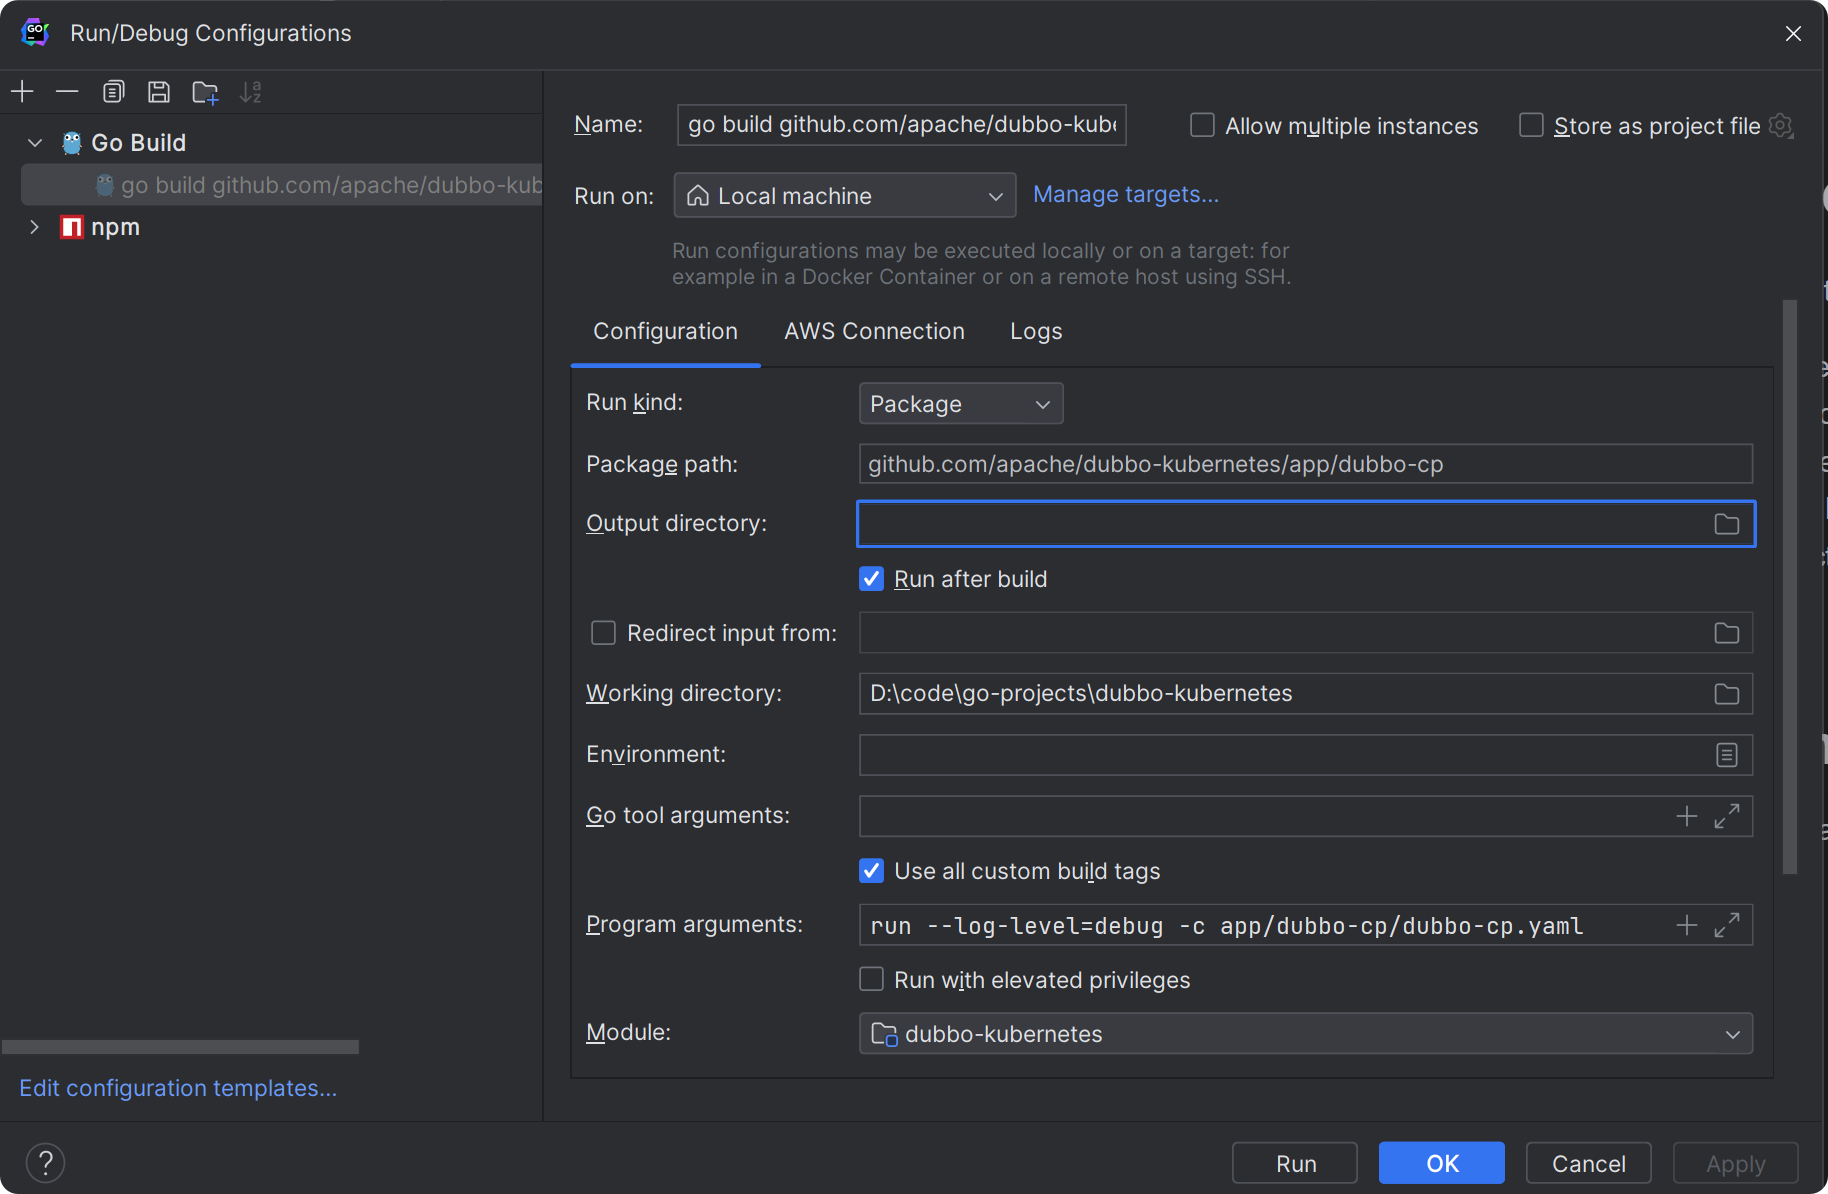 Run/Debug Configurations
Go Build
go build github.com/apache/dubbo-kub
npm
Edit configuration templates...
Name:
go build github.com/apache/dubbo-kube
Allow multiple instances
Store as project file
Run on:
Local machine
Manage targets...
Run configurations may be executed locally or on a target: for
example in a Docker Container or on a remote host using SSH.
Configuration
AWS Connection
Logs
Run kind:
Package
Package path:
github.com/apache/dubbo-kubernetes/app/dubbo-cp
Output directory:
Run after build
Redirect input from:
Working directory:
D:\code\go-projects\dubbo-kubernetes
Environment:
Go tool arguments:
Use all custom build tags
Program arguments:
run --log-level=debug -c app/dubbo-cp/dubbo-cp.yaml
Run with elevated privileges
Module:
dubbo-kubernetes
?
Run
OK
Cancel
Apply